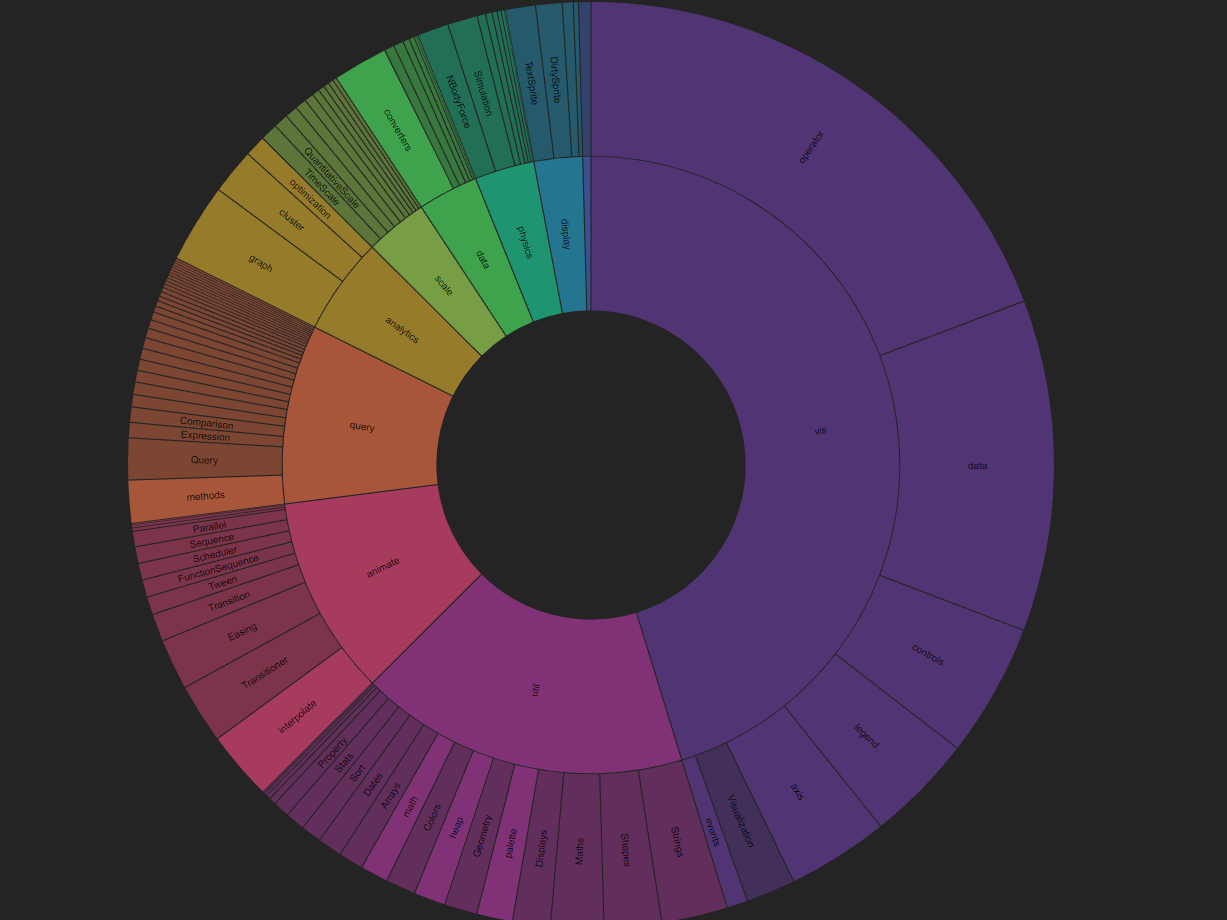 operator
vis
data
controls
legend
axis
Visualization
events
util
Strings
Shapes
Maths
Displays
palette
Geometry
heap
Colors
math
Arrays
Dates
Sort
Stats
Property
animate
interpolate
Transitioner
Easing
Transition
Tween
FunctionSequence
Scheduler
Sequence
Parallel
query
methods
Query
Expression
Comparison
analytics
graph
cluster
optimization
scale
TimeScale
QuantitativeScale
data
converters
physics
NBodyForce
Simulation
display
TextSprite
DirtySprite